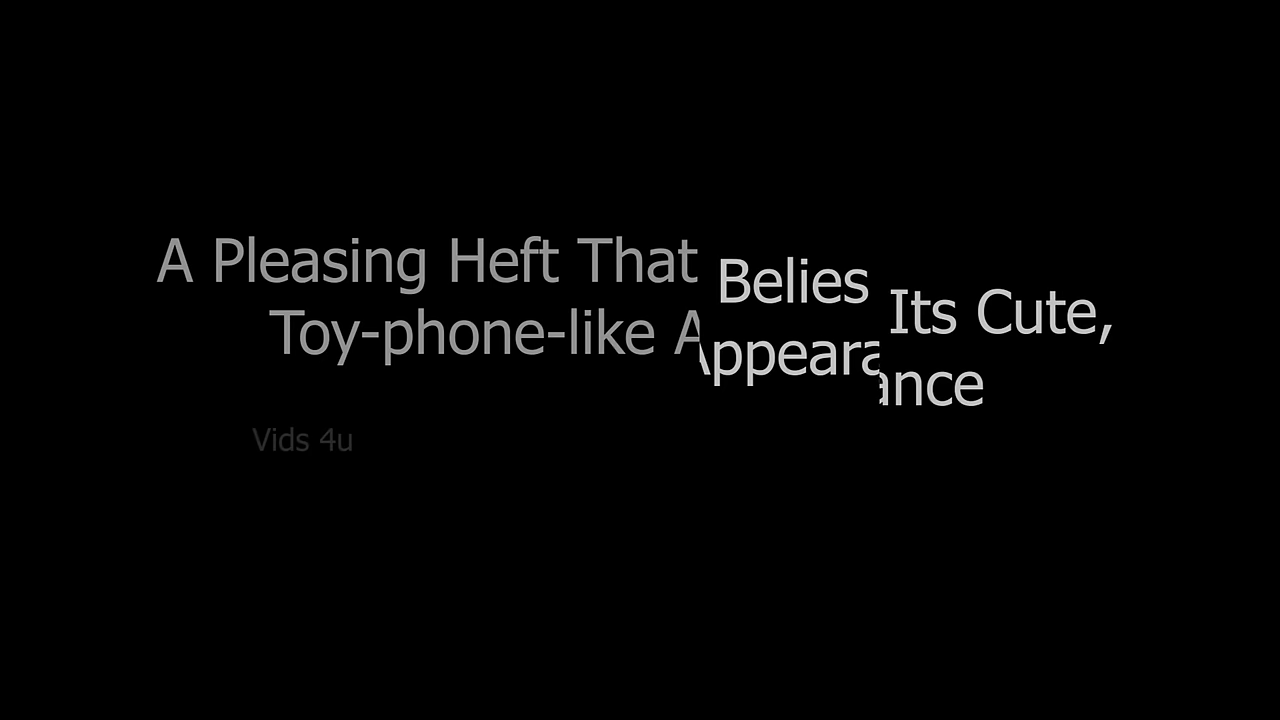 A Pleasing Heft That Belies Its Cute,
Toy-phone-like Appearance
Vids 4u